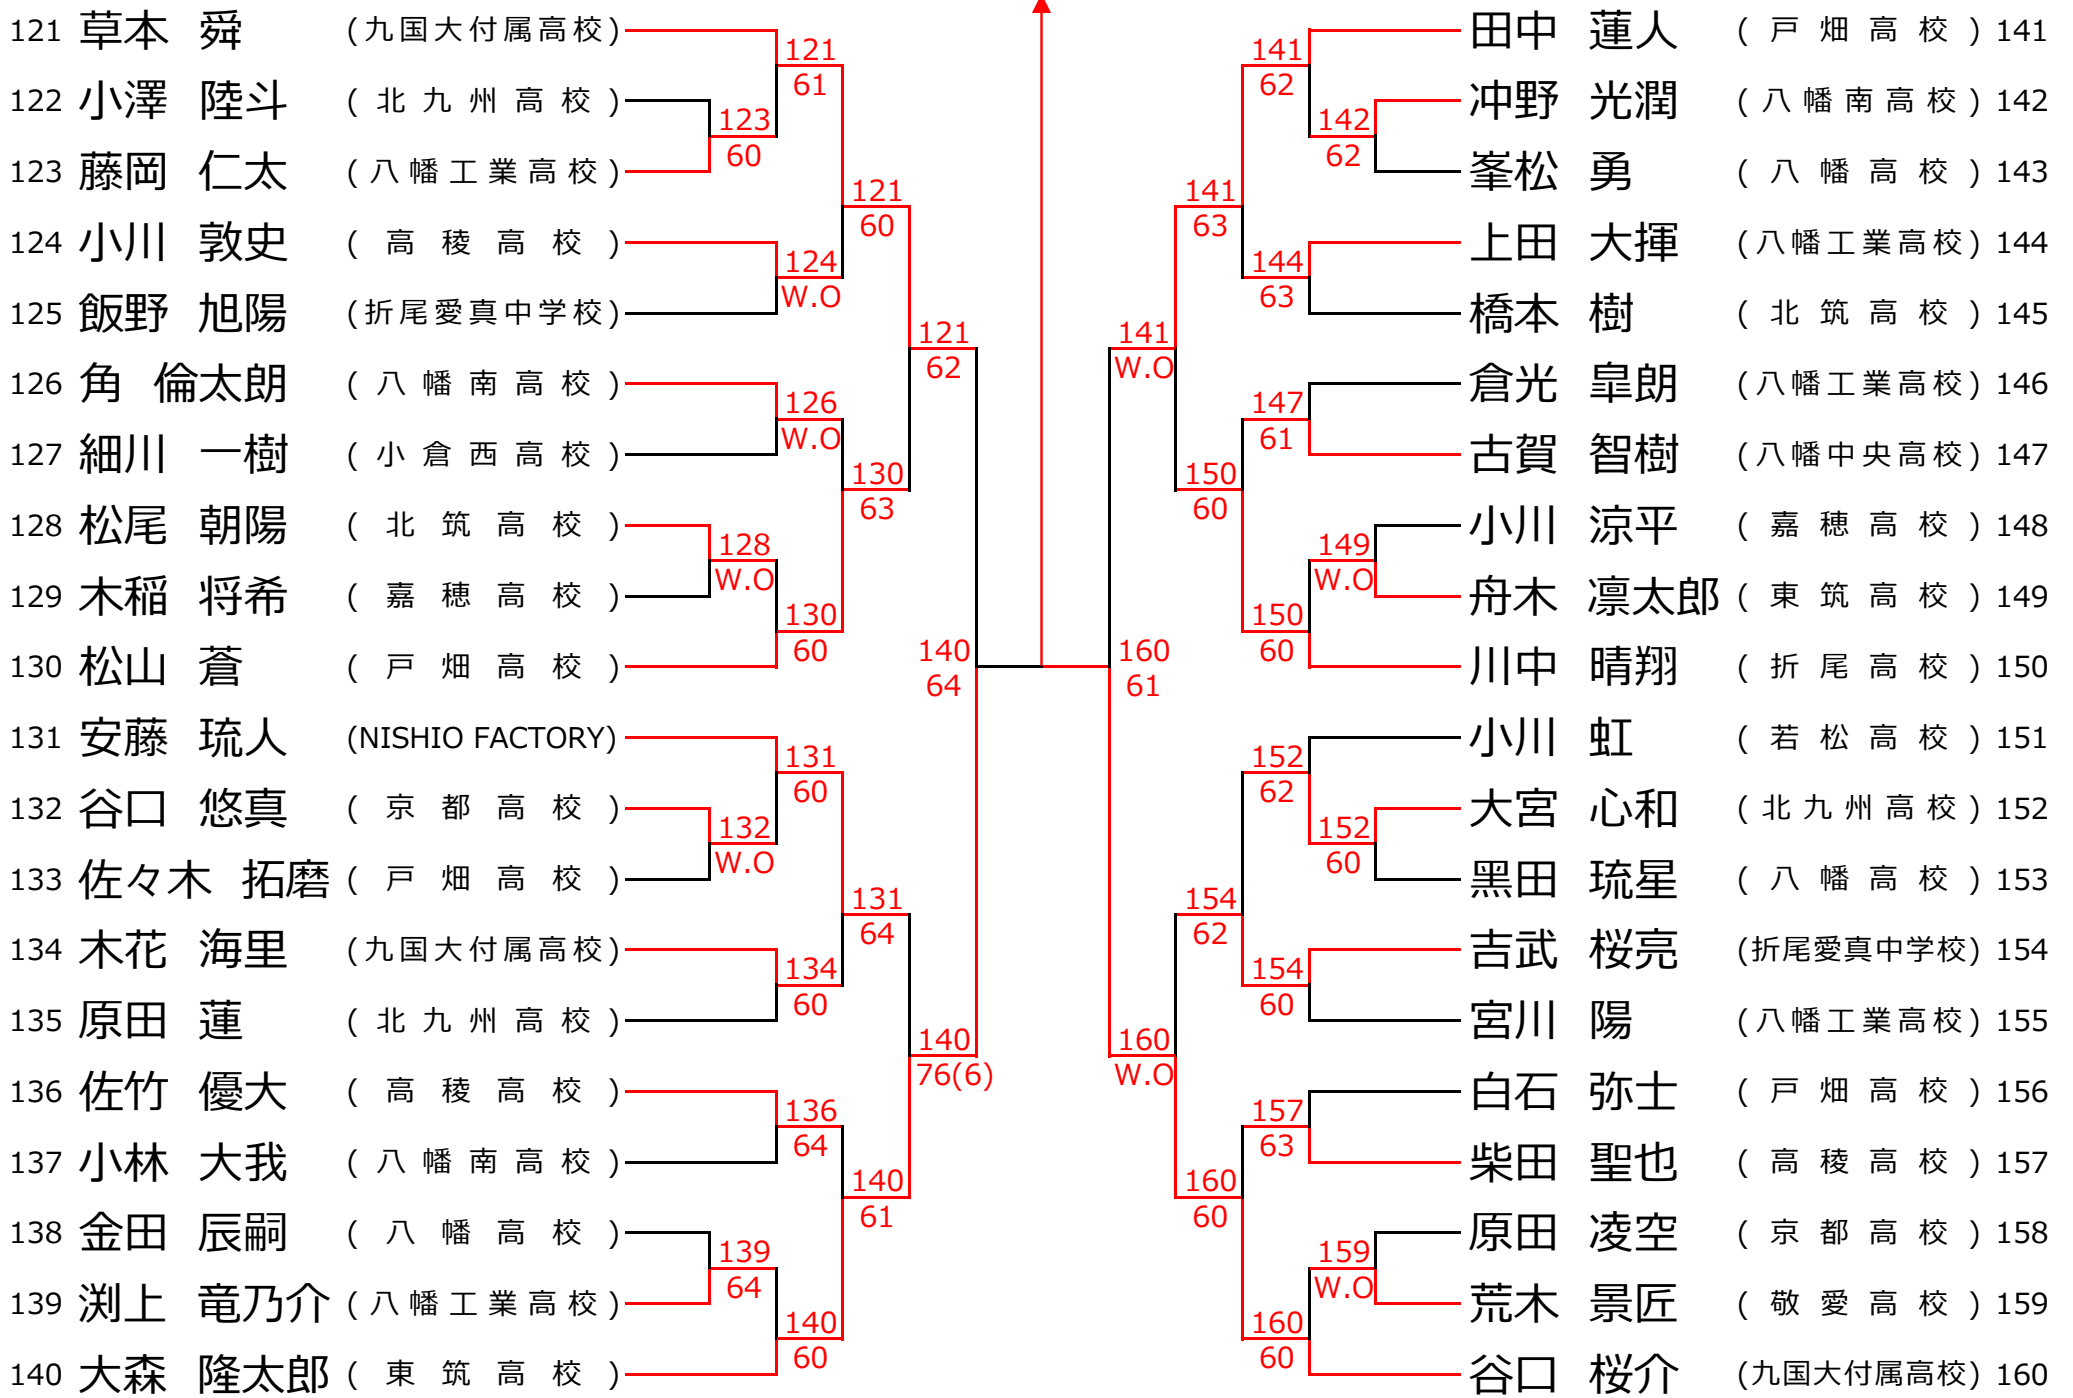 121 草本 舜 (九国大付属高校)
122 小澤 陸斗 (北九州高校)
123 藤岡 仁太 (八幡工業高校)
124 小川 敦史 (高稜高校)
125 飯野 旭陽 (折尾愛真中学校)
126 角 倫太朗 (八幡南高校)
127 細川 一樹 (小倉西高校)
128 松尾 朝陽 (北筑高校)
129 木稲 将希 (嘉穂高校)
130 松山 蒼 (戸畑高校)
131 安藤 琉人 (NISHIO FACTORY)
132 谷口 悠真 (京都高校)
133 佐々木 拓磨 (戸畑高校)
134 木花 海里 (九国大付属高校)
135 原田 蓮 (北九州高校)
136 佐竹 優大 (高稜高校)
137 小林 大我 (八幡南高校)
138 金田 辰嗣 (八幡高校)
139 渕上 竜乃介 (八幡工業高校)
140 大森 隆太郎 (東筑高校)
123
60
128
W.O
132
W.O
139
64
121
61
124
W.O
126
W.O
130
60
131
60
134
60
136
64
140
60
121
60
130
63
131
64
140
61
121
62
140
76(6)
140
64
160
61
141
W.O
160
W.O
141
63
150
60
154
62
160
60
141
62
144
63
147
61
150
60
152
62
154
60
157
63
160
60
142
62
149
W.O
152
60
159
W.O
田中 蓮人 (戸畑高校) 141
冲野 光潤 (八幡南高校) 142
峯松 勇 (八幡高校) 143
上田 大揮 (八幡工業高校) 144
橋本 樹 (北筑高校) 145
倉光 皐朗 (八幡工業高校) 146
古賀 智樹 (八幡中央高校) 147
小川 涼平 (嘉穂高校) 148
舟木 凛太郎 (東筑高校) 149
川中 晴翔 (折尾高校) 150
小川 虹 (若松高校) 151
大宮 心和 (北九州高校) 152
黑田 琉星 (八幡高校) 153
吉武 桜亮 (折尾愛真中学校) 154
宮川 陽 (八幡工業高校) 155
白石 弥士 (戸畑高校) 156
柴田 聖也 (高稜高校) 157
原田 凌空 (京都高校) 158
荒木 景匠 (敬愛高校) 159
谷口 桜介 (九国大付属高校) 160